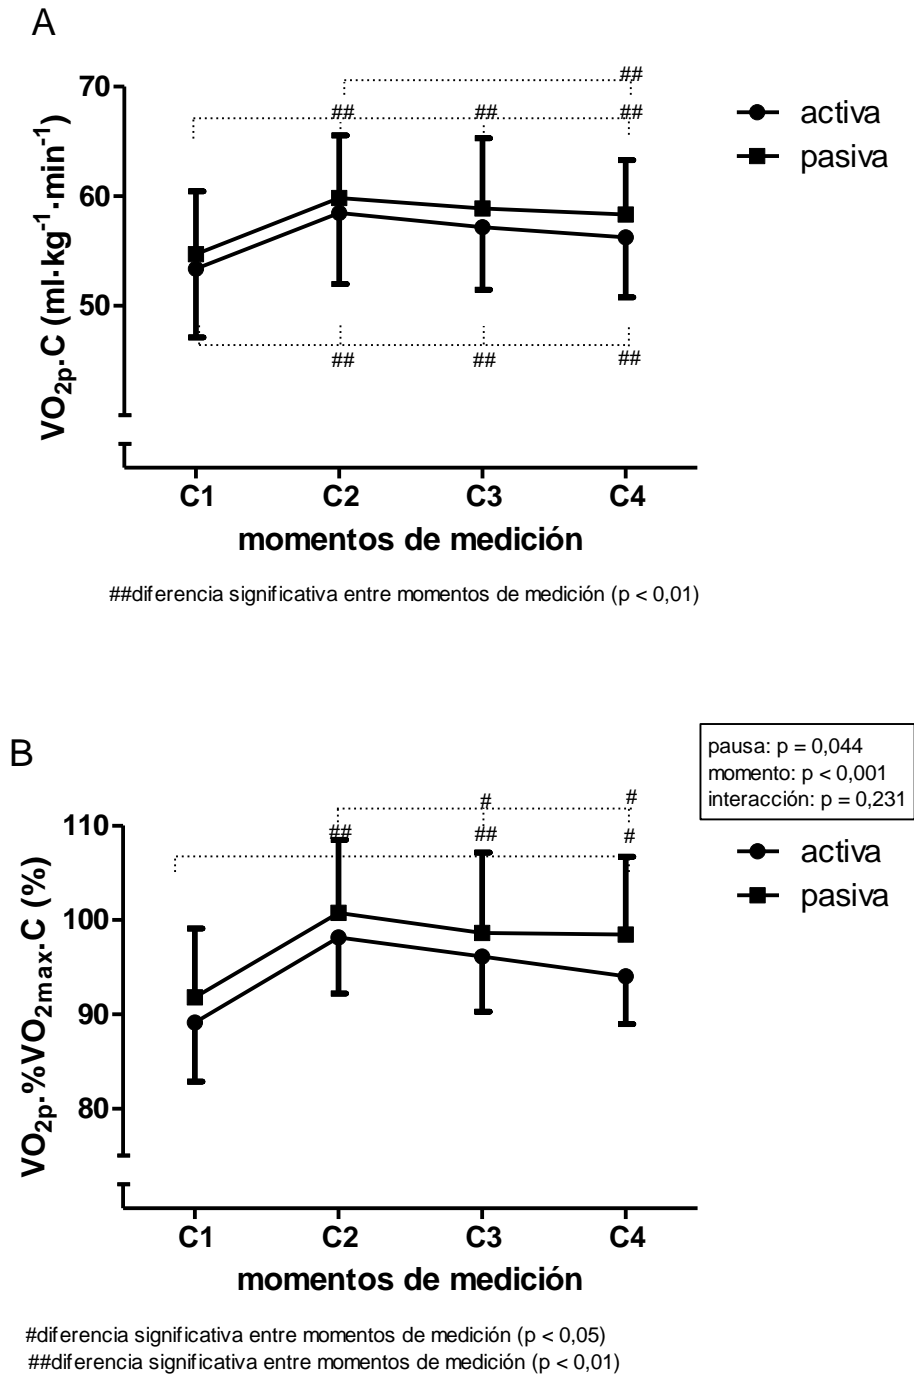 A
##
70
## ## ##
activa
pasiva
60
50
VO2p.C (ml·kg-1·min-1)
## ## ##
C1 C2 C3 C4
momentos de medición
##diferencia significativa entre momentos de medición (p < 0,01)
B
pausa: p = 0,044
momento: p < 0,001
interacción: p = 0,231
# #
110
## ## #
activa
pasiva
100
90
80
VO2p.%VO2max.C (%)
C1 C2 C3 C4
momentos de medición
#diferencia significativa entre momentos de medición (p < 0,05)
##diferencia significativa entre momentos de medición (p < 0,01)